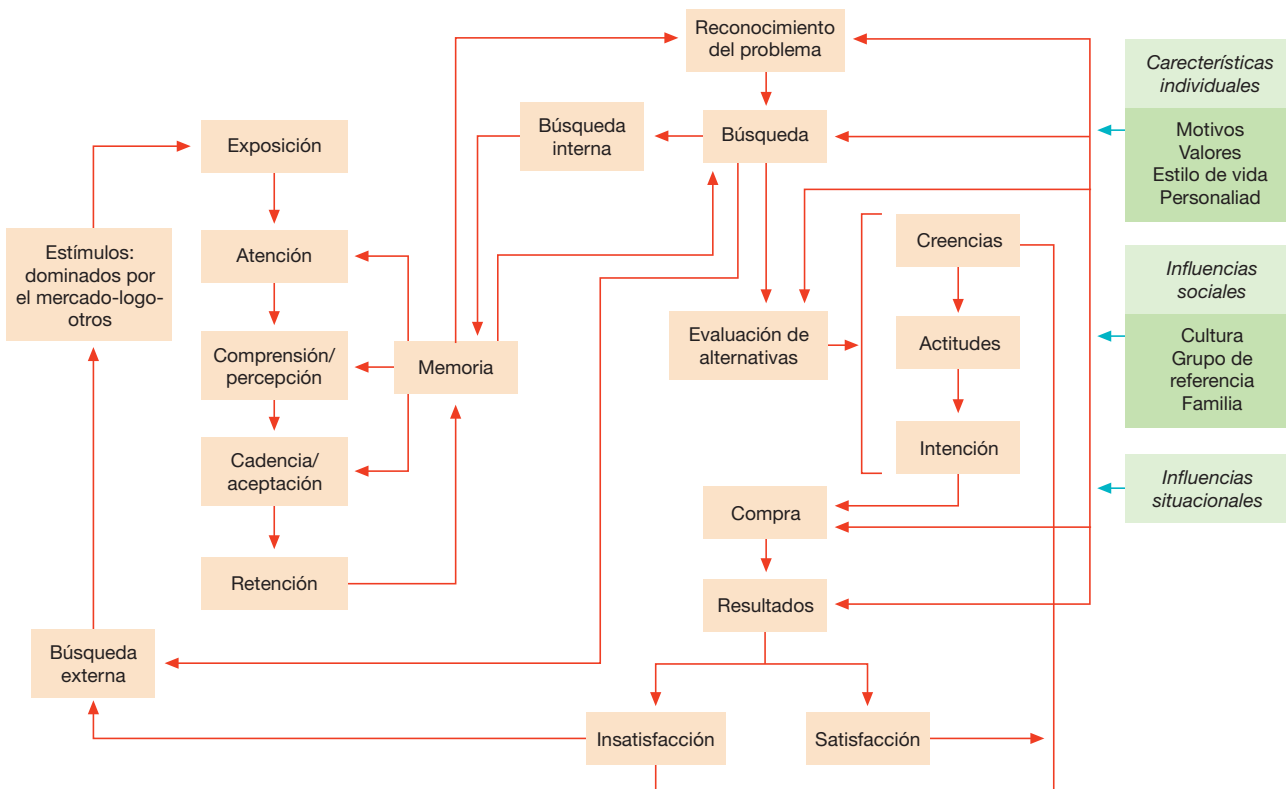 Reconocimiento
del problema
Búsqueda
interna
Búsqueda
Exposición
Atención
Estímulos:
dominados por
el mercado-logo-
otros
Comprensión/
percepción
Memoria
Cadencia/
aceptación
Retención
Búsqueda
externa
Evaluación de
alternativas
Creencias
Actitudes
Intención
Compra
Resultados
Insatisfacción
Satisfacción
Carecterísticas
individuales
Motivos
Valores
Estilo de vida
Personaliad
Influencias
sociales
Cultura
Grupo de
referencia
Familia
Influencias
situacionales